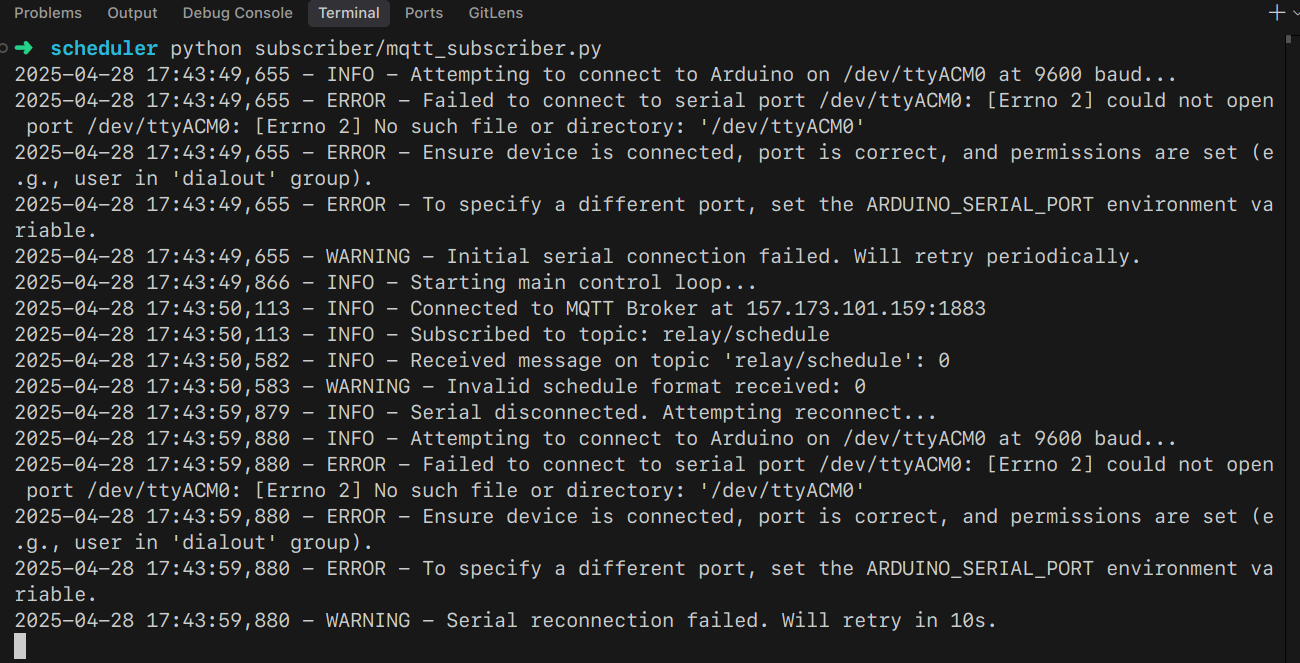 Problems Output Debug Console Terminal Ports GitLens
scheduler python subscriber/mqtt_subscriber.py
2025-04-28 17:43:49,655 - INFO - Attempting to connect to Arduino on /dev/ttyACM0 at 9600 baud...
2025-04-28 17:43:49,655 - ERROR - Failed to connect to serial port /dev/ttyACM0: [Errno 2] could not open
port /dev/ttyACM0: [Errno 2] No such file or directory: '/dev/ttyACM0'
2025-04-28 17:43:49,655 - ERROR - Ensure device is connected, port is correct, and permissions are set (e
.g., user in 'dialout' group).
2025-04-28 17:43:49,655 - ERROR - To specify a different port, set the ARDUINO_SERIAL_PORT environment va
riable.
2025-04-28 17:43:49,655 - WARNING - Initial serial connection failed. Will retry periodically.
2025-04-28 17:43:49,866 - INFO - Starting main control loop...
2025-04-28 17:43:50,113 - INFO - Connected to MQTT Broker at 157.173.101.159:1883
2025-04-28 17:43:50,113 - INFO - Subscribed to topic: relay/schedule
2025-04-28 17:43:50,582 - INFO - Received message on topic 'relay/schedule': 0
2025-04-28 17:43:50,583 - WARNING - Invalid schedule format received: 0
2025-04-28 17:43:59,879 - INFO - Serial disconnected. Attempting reconnect...
2025-04-28 17:43:59,880 - INFO - Attempting to connect to Arduino on /dev/ttyACM0 at 9600 baud...
2025-04-28 17:43:59,880 - ERROR - Failed to connect to serial port /dev/ttyACM0: [Errno 2] could not open
port /dev/ttyACM0: [Errno 2] No such file or directory: '/dev/ttyACM0'
2025-04-28 17:43:59,880 - ERROR - Ensure device is connected, port is correct, and permissions are set (e
.g., user in 'dialout' group).
2025-04-28 17:43:59,880 - ERROR - To specify a different port, set the ARDUINO_SERIAL_PORT environment va
riable.
2025-04-28 17:43:59,880 - WARNING - Serial reconnection failed. Will retry in 10s.